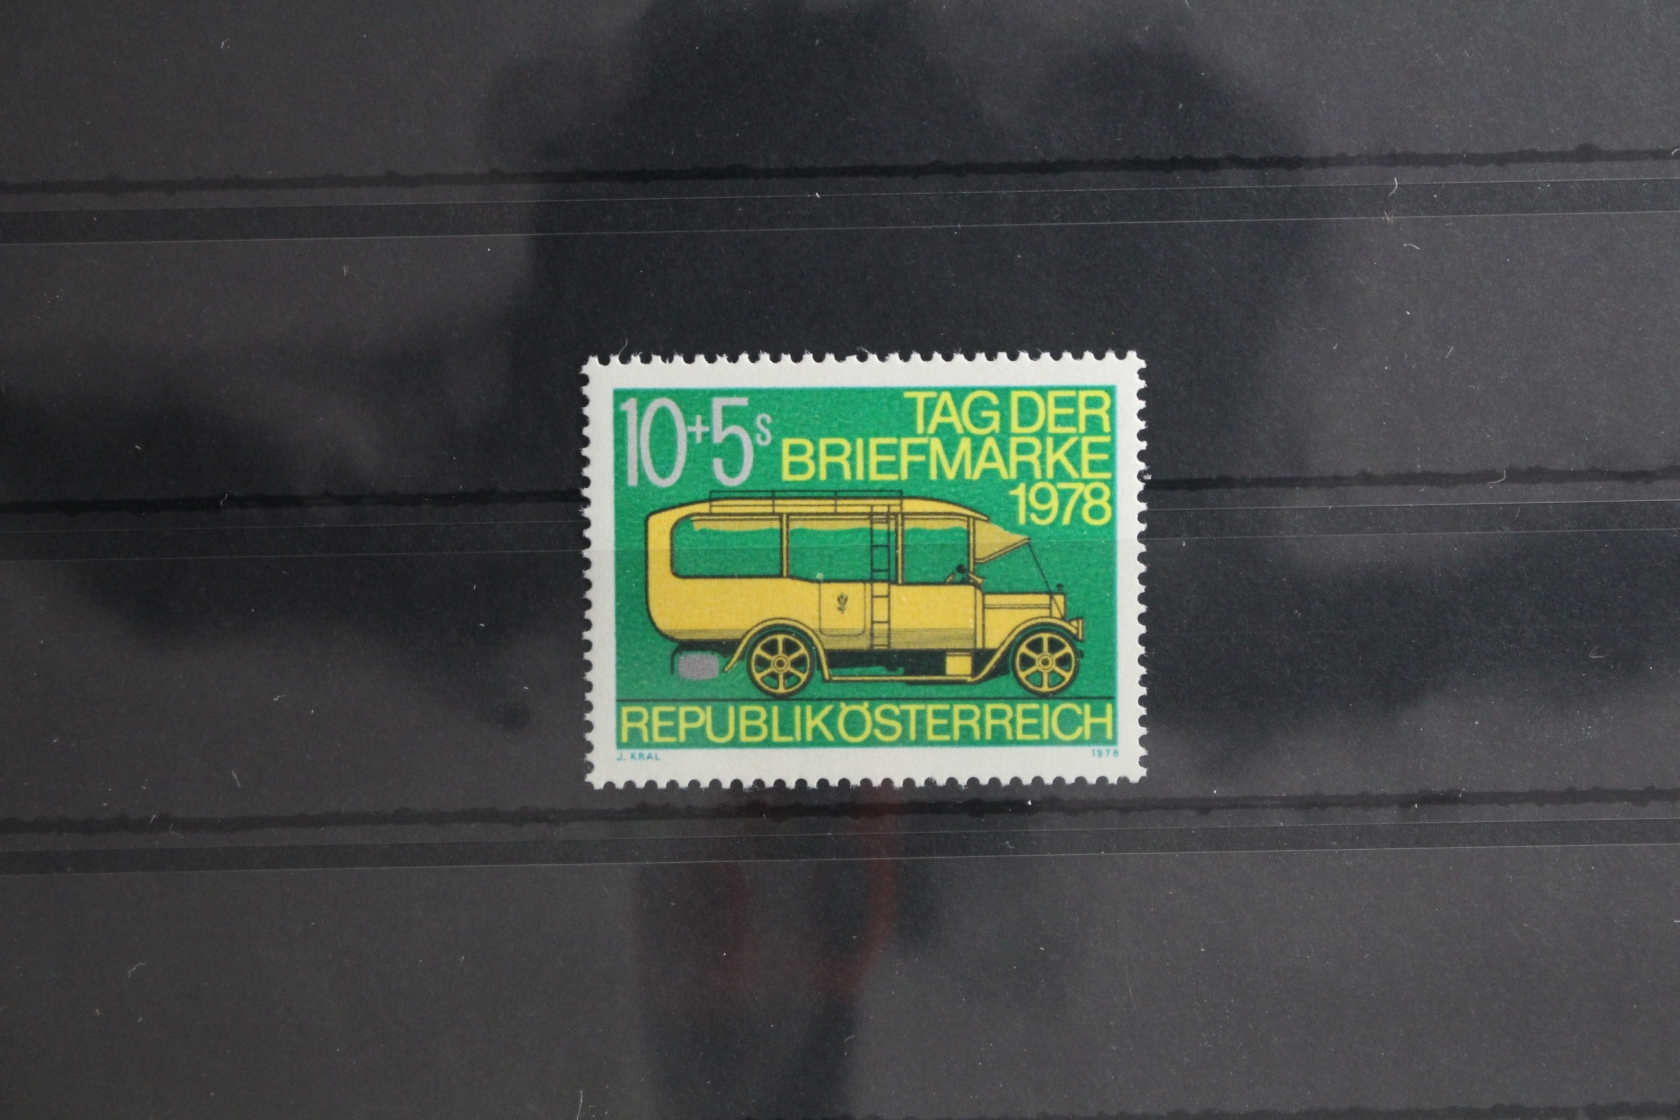 10+5s
TAG DER
BRIEFMARKE
1978
REPUBLIK ÖSTERREICH
J. KRAL
1978